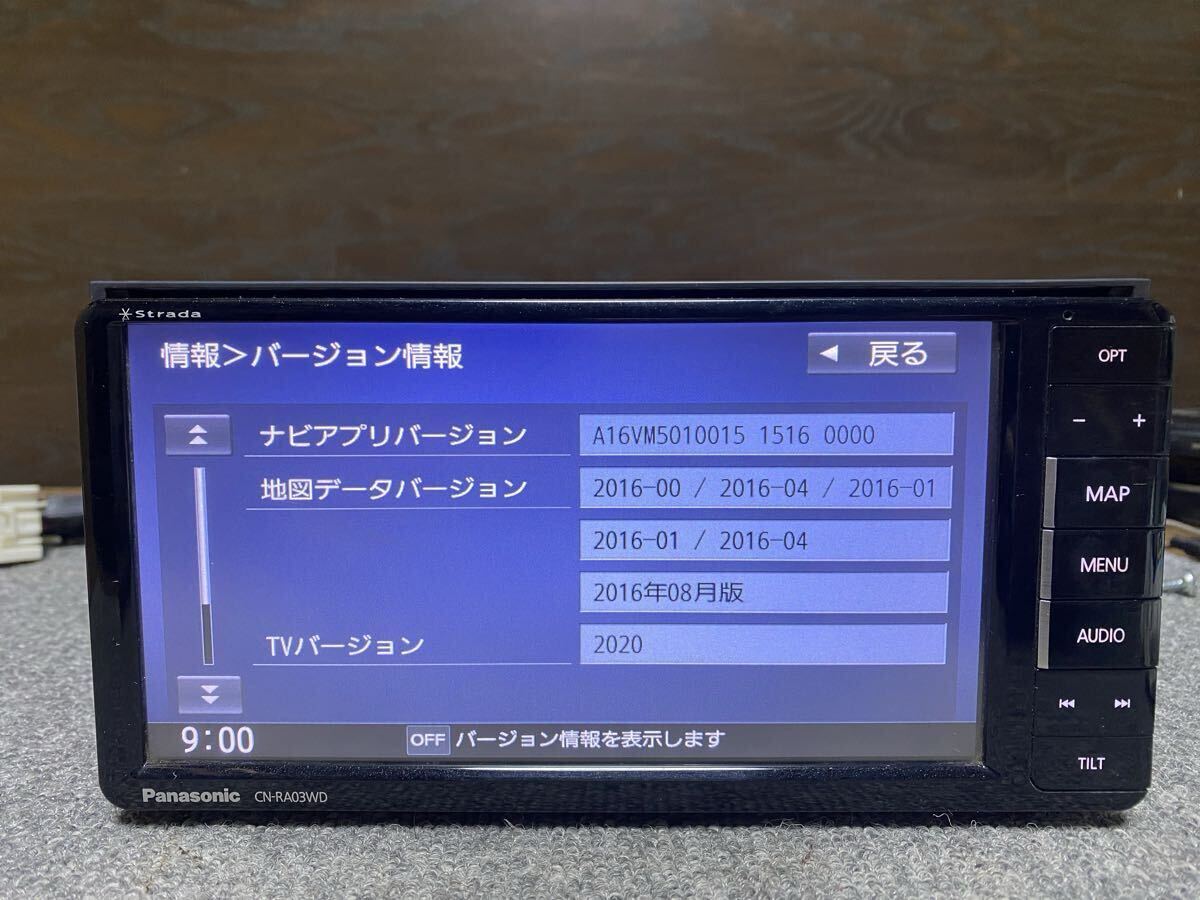 Strada
情報>バージョン情報
◀ 戻る
ナビアプリバージョン A16VM5010015 1516 0000
地図データバージョン 2016-00 / 2016-04 / 2016-01
2016-01 / 2016-04
2016年08月版
TVバージョン 2020
9:00 OFF バージョン情報を表示します
Panasonic CN-RA03WD
OPT
− +
MAP
MENU
AUDIO
TILT